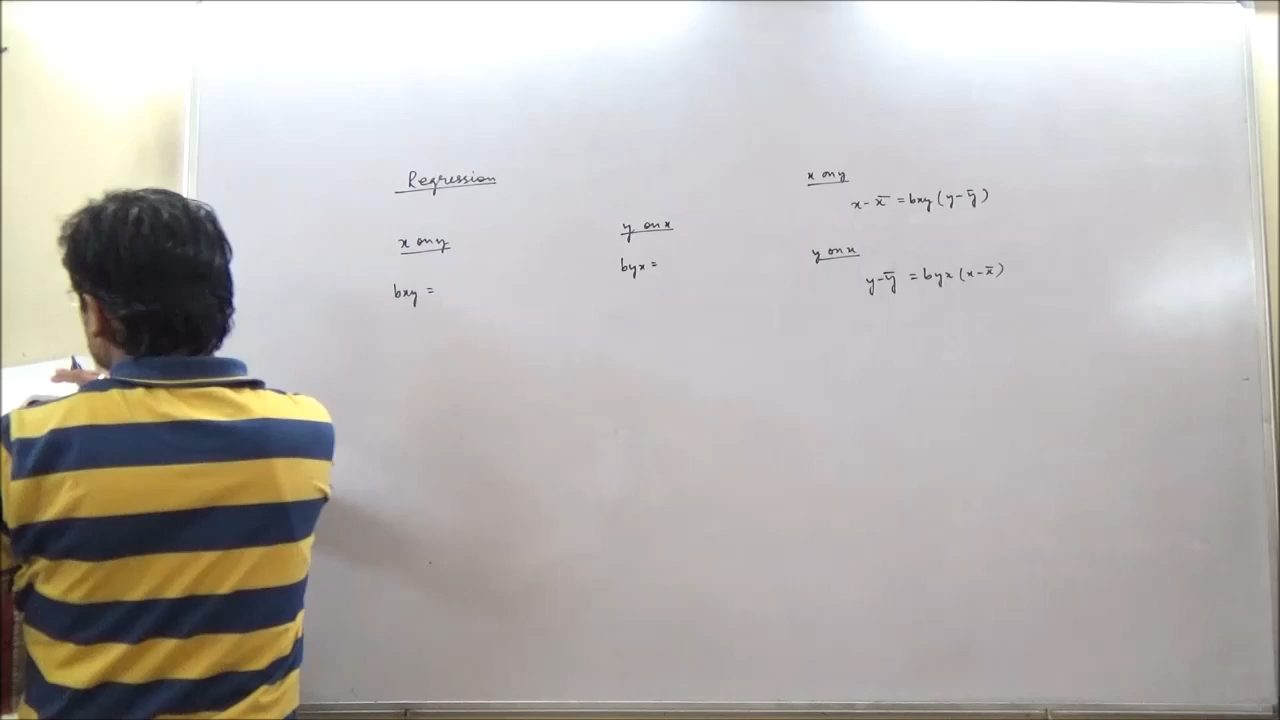 Regression
x on y
bxy =
y on x
byx =
x on y
x - x̄ = bxy (y - ȳ)
y on x
y - ȳ = byx (x - x̄)